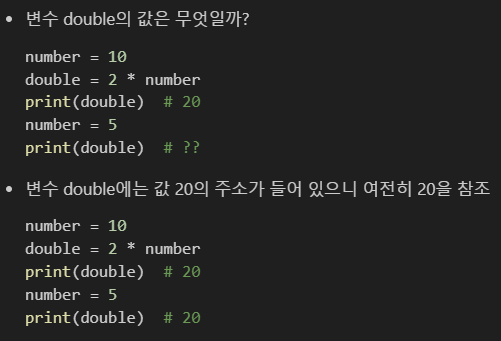 • 변수 double의 값은 무엇일까?
number = 10
double = 2 * number
print(double)  # 20
number = 5
print(double)  # ??
• 변수 double에는 값 20의 주소가 들어 있으니 여전히 20을 참조
number = 10
double = 2 * number
print(double)  # 20
number = 5
print(double)  # 20